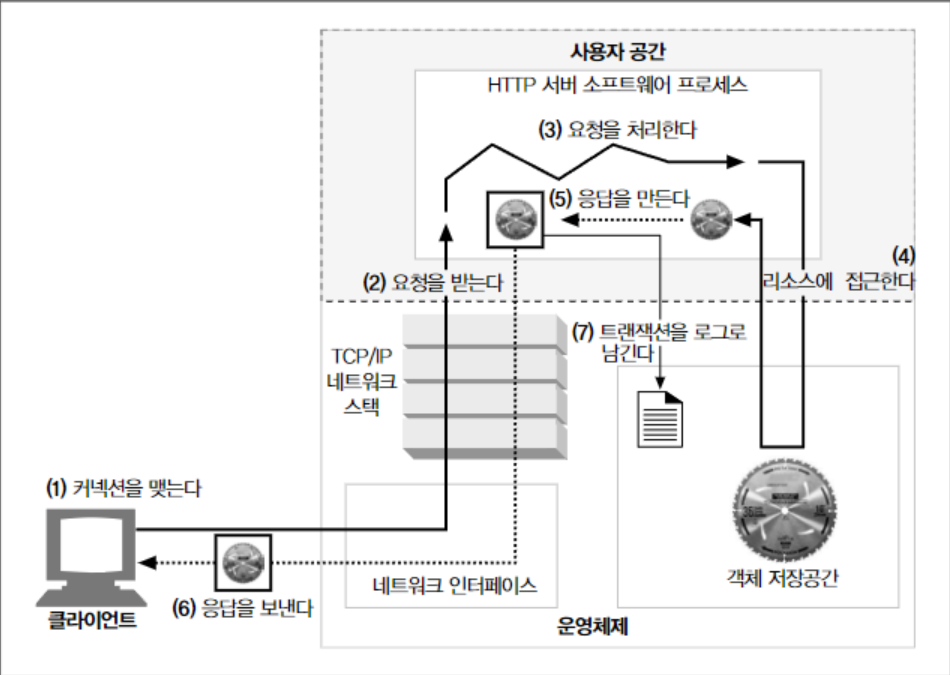 사용자 공간
HTTP 서버 소프트웨어 프로세스
(3) 요청을 처리한다
(5) 응답을 만든다
(4)
리소스에 접근한다
(2) 요청을 받는다
(7) 트랜잭션을 로그로
남긴다
TCP/IP
네트워크
스택
(1) 커넥션을 맺는다
네트워크 인터페이스
객체 저장공간
(6) 응답을 보낸다
클라이언트
운영체제